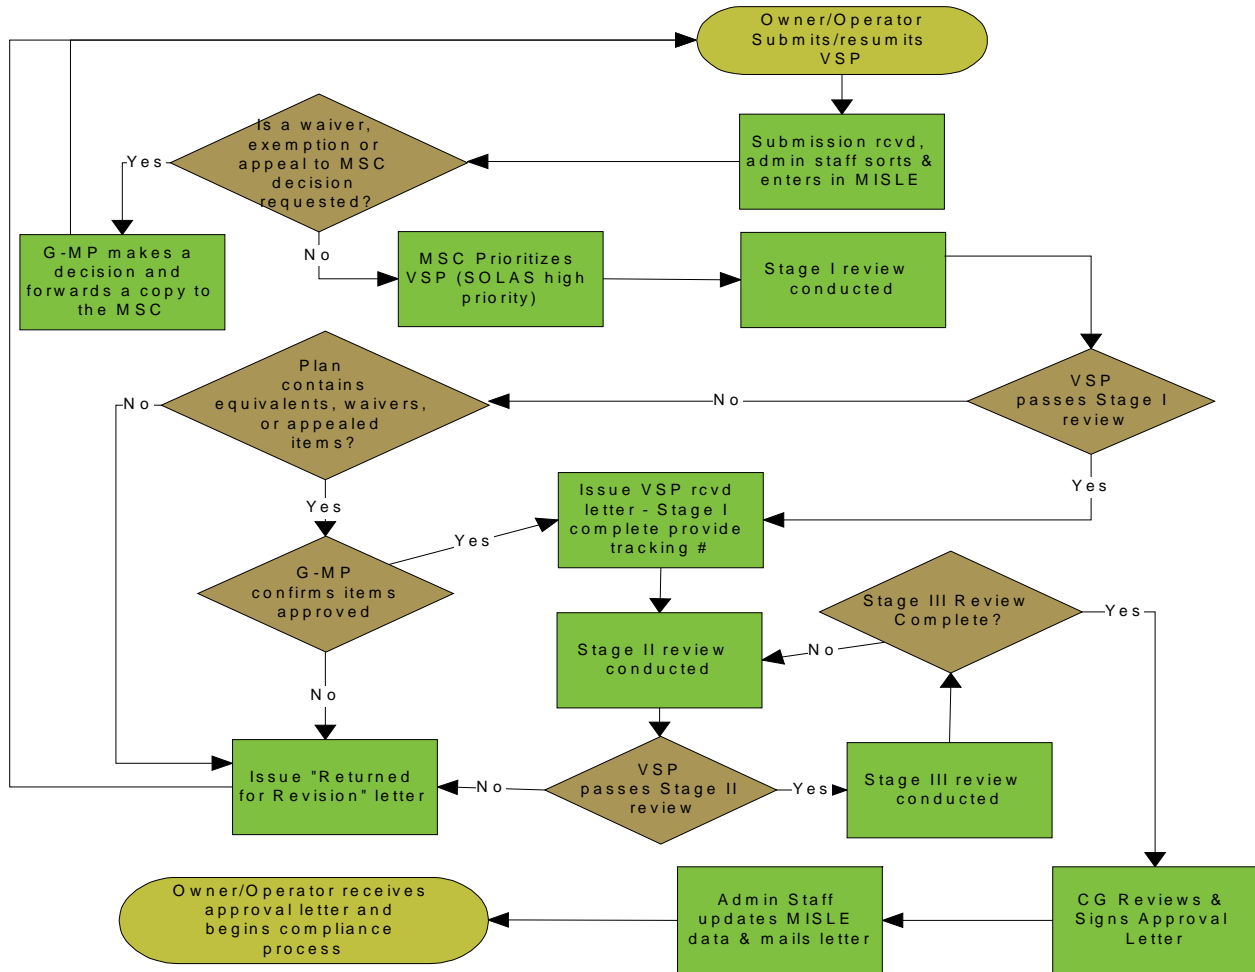 Owner/Operator
Submits/resumits
VSP
Is a waiver,
exemption or
appeal to MSC
decision
requested?
Submission rcvd,
admin staff sorts &
enters in MISLE
Yes
No
G-MP makes a
decision and
forwards a copy to
the MSC
MSC Prioritizes
VSP (SOLAS high
priority)
Stage I review
conducted
Plan
contains
equivalents, waivers,
or appealed
items?
No
No
VSP
passes Stage I
review
Yes
Yes
Issue VSP rcvd
letter - Stage I
complete provide
tracking #
Yes
G-MP
confirms items
approved
Stage III Review
Complete?
Yes
No
Stage II review
conducted
No
Issue "Returned
for Revision" letter
No
VSP
passes Stage II
review
Yes
Stage III review
conducted
Owner/Operator receives
approval letter and
begins compliance
process
Admin Staff
updates MISLE
data & mails letter
CG Reviews &
Signs Approval
Letter